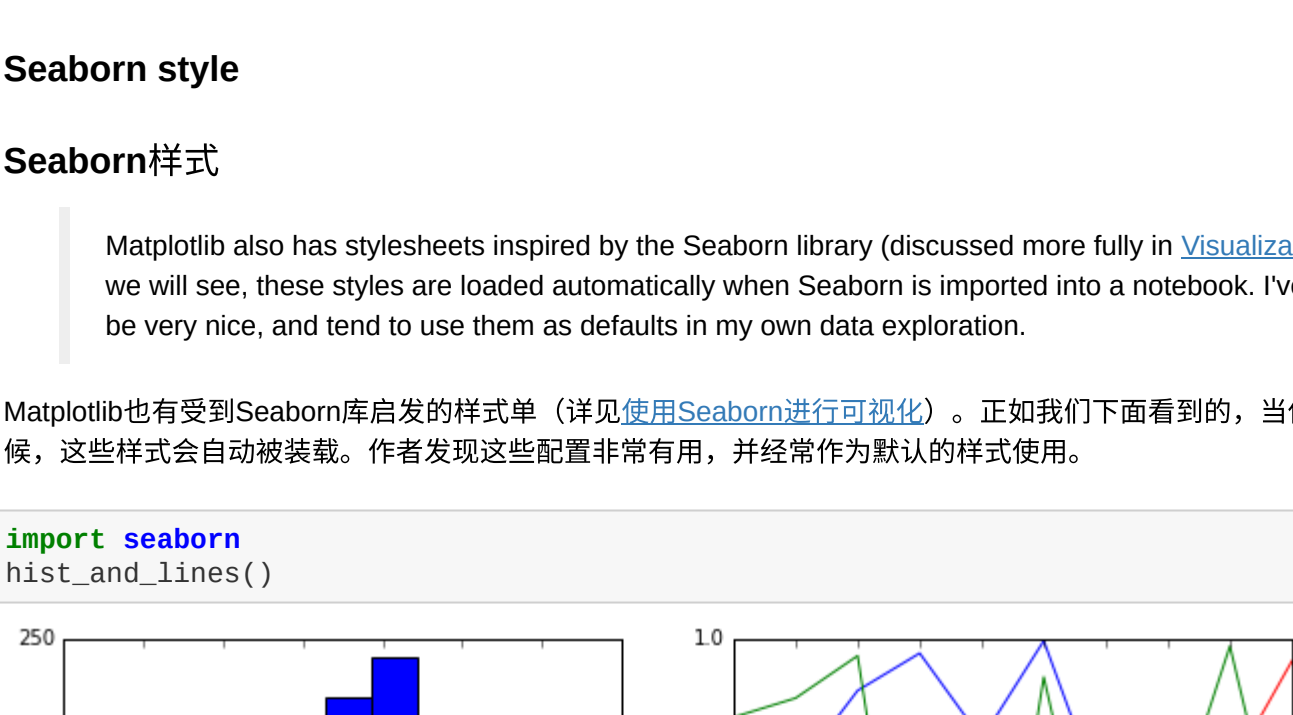 Seaborn style
Seaborn样式
Matplotlib also has stylesheets inspired by the Seaborn library (discussed more fully in
we will see, these styles are loaded automatically when Seaborn is imported into a notebook.
be very nice, and tend to use them as defaults in my own data exploration.
Matplotlib也有受到Seaborn库启发的样式单（详见使用Seaborn进行可视化）。正如我们下面看到的，当
候，这些样式会自动被装载。作者发现这些配置非常有用，并经常作为默认的样式使用。
import seaborn
hist_and_lines()
250
1.0